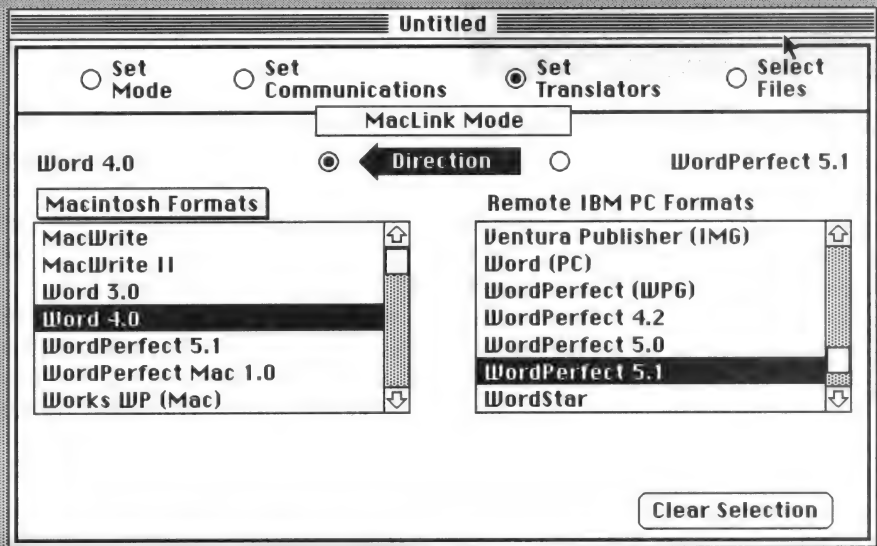 Untitled
Set Mode
Set Communications
Set Translators
Select Files
MacLink Mode
Word 4.0
Direction
WordPerfect 5.1
Macintosh Formats
MacWrite
MacWrite II
Word 3.0
Word 4.0
WordPerfect 5.1
WordPerfect Mac 1.0
Works WP (Mac)
Remote IBM PC Formats
Ventura Publisher (IMG)
Word (PC)
WordPerfect (WPG)
WordPerfect 4.2
WordPerfect 5.0
WordPerfect 5.1
WordStar
Clear Selection